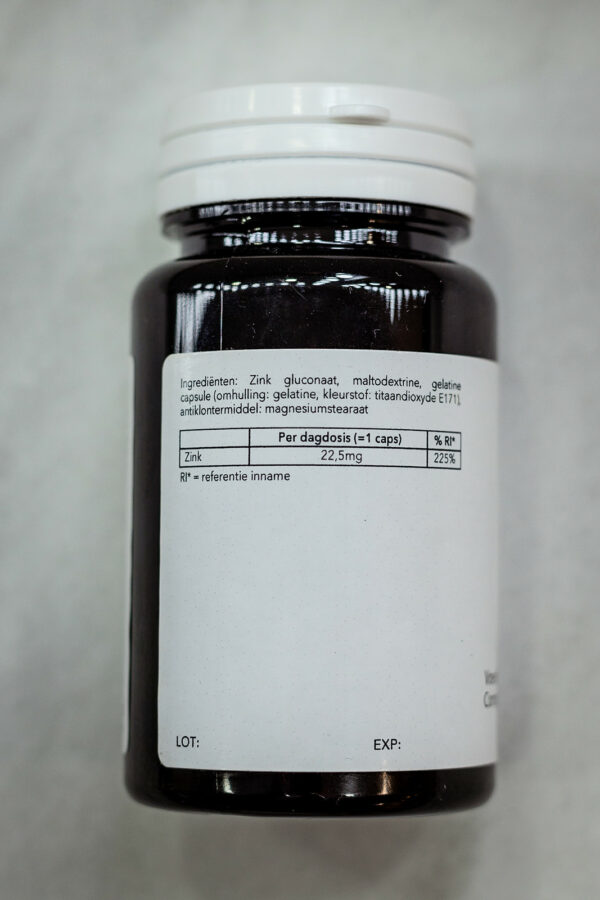 Ingrediënten: Zink gluconaat, maltodextrine, gelatine
capsule (omhulling: gelatine, kleurstof: titaandioxyde E171),
antiklontermiddel: magnesiumstearaat
Per dagdosis (=1 caps) % RI*
Zink 22,5mg 225%
RI* = referentie inname
LOT: EXP: